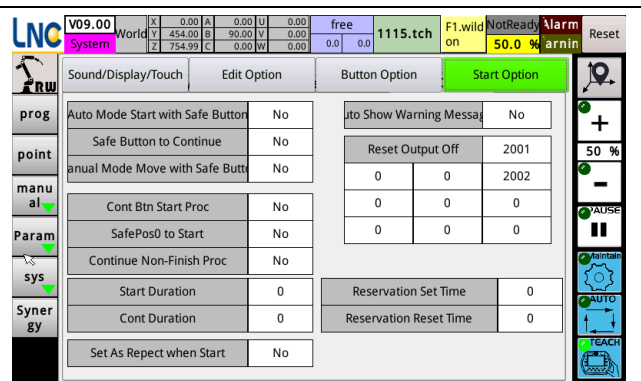 LNC
V09.00
System
World
X 0.00 A 0.00 U 0.00
Y 454.00 B 90.00 V 0.00
Z 754.99 C 0.00 W 0.00
free
0.0 0.0
1115.tch
F1.wild
on
NotReady
50.0 %
Alarm
arnin
Reset
RW
Sound/Display/Touch
Edit Option
Button Option
Start Option
prog
point
manu
al
Param
sys
Syner
gy
Auto Mode Start with Safe Button No
Safe Button to Continue No
anual Mode Move with Safe Butt No
Cont Btn Start Proc No
SafePos0 to Start No
Continue Non-Finish Proc No
Start Duration 0
Cont Duration 0
Set As Repect when Start No
uto Show Warning Messag No
Reset Output Off 2001
0 0 2002
0 0 0
0 0 0
Reservation Set Time 0
Reservation Reset Time 0
+
50 %
-
PAUSE
Maintain
AUTO
TEACH